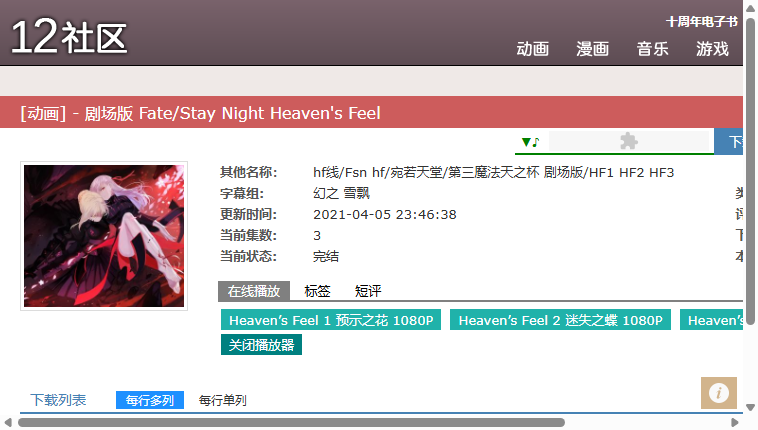 12社区
十周年电子书
动画 漫画 音乐 游戏
[动画] - 剧场版 Fate/Stay Night Heaven's Feel
▼♪
其他名称: hf线/Fsn hf/宛若天堂/第三魔法天之杯 剧场版/HF1 HF2 HF3
字幕组: 幻之 雪飘
更新时间: 2021-04-05 23:46:38
当前集数: 3
当前状态: 完结
在线播放 标签 短评
Heaven’s Feel 1 预示之花 1080P Heaven’s Feel 2 迷失之蝶 1080P Heaven’s
关闭播放器
下载列表 每行多列 每行单列